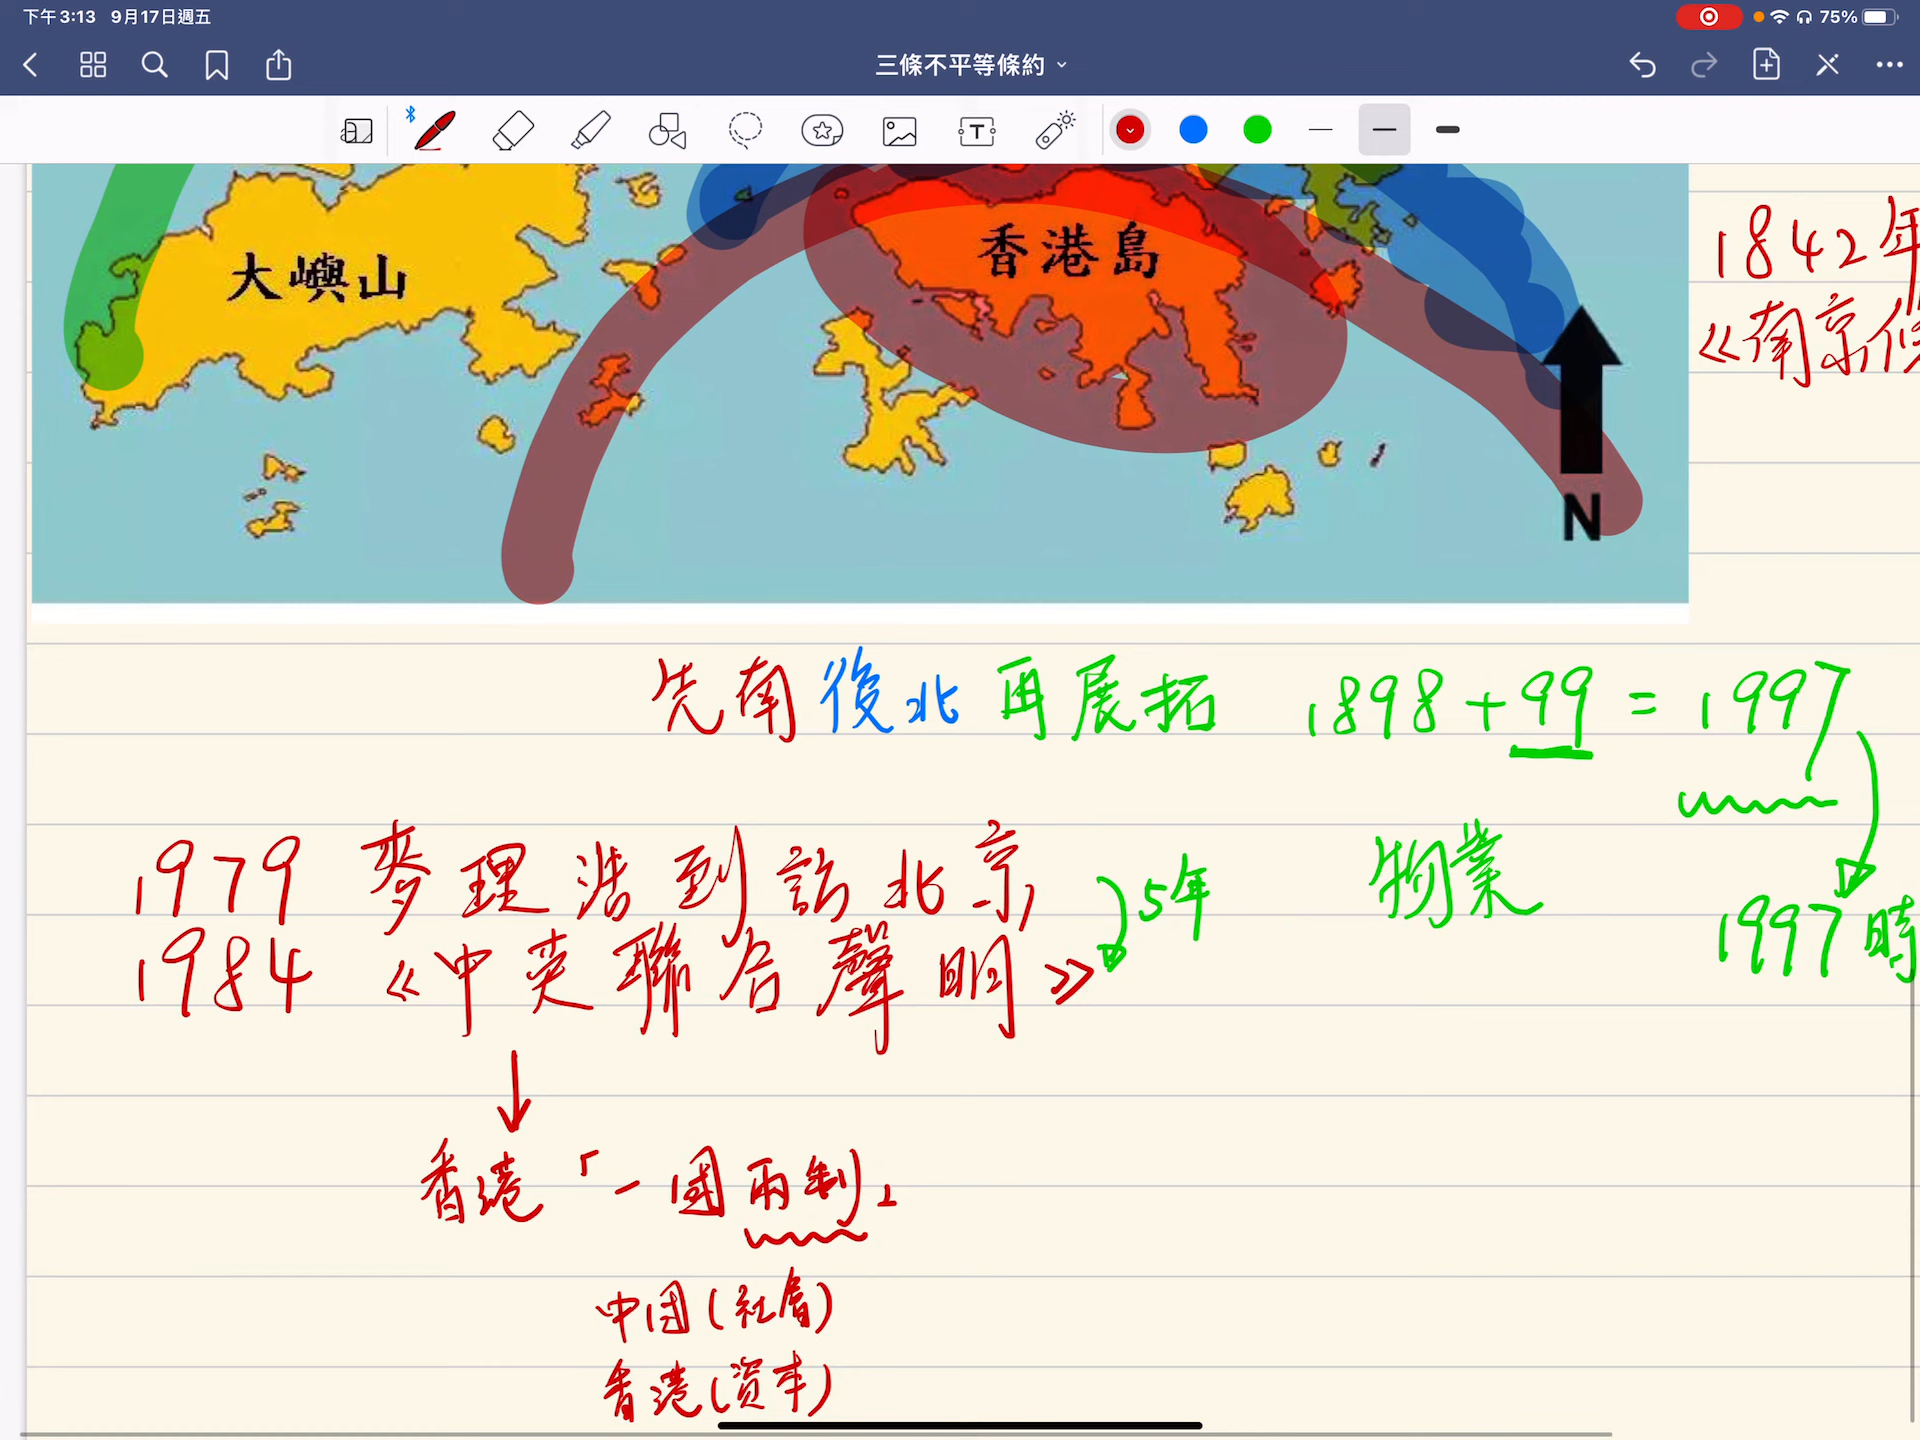 下午3:13 9月17日週五
75%
三條不平等條約
大嶼山
香港島
N
1842年
《南京條
先南後北再展拓 1898+99=1997
1979 麥理浩到訪北京
5年
物業
1984《中英聯合聲明》
1997時
香港「一國兩制」
中国(社會)
香港(資本)